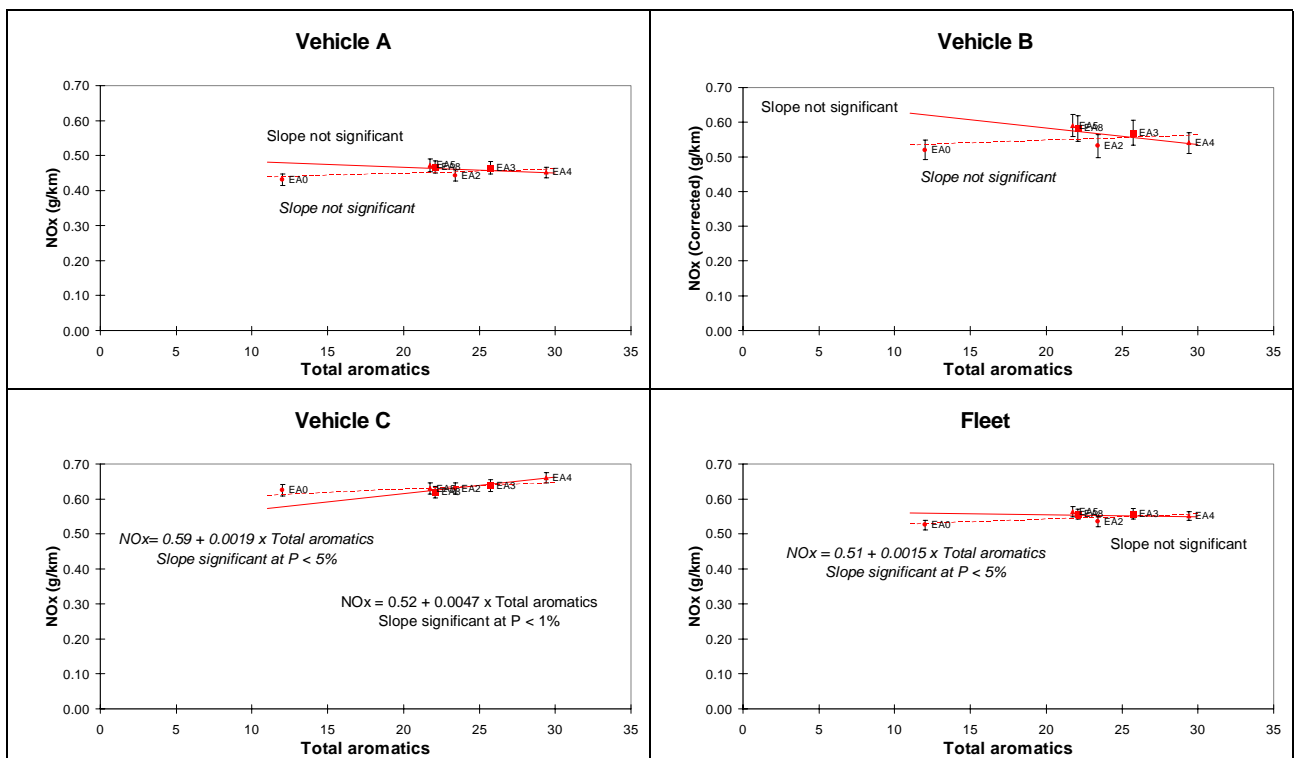 Vehicle A
0.70
0.60
0.50
0.40
0.30
0.20
0.10
0.00
NOx (g/km)
Slope not significant
Slope not significant
EA0
EA2
EA3
EA4
0
5
10
15
20
25
30
35
Total aromatics
Vehicle B
0.70
0.60
0.50
0.40
0.30
0.20
0.10
0.00
NOx (Corrected) (g/km)
Slope not significant
Slope not significant
EA0
EA2
EA3
EA4
0
5
10
15
20
25
30
35
Total aromatics
Vehicle C
0.70
0.60
0.50
0.40
0.30
0.20
0.10
0.00
NOx (g/km)
EA0
EA2
EA3
EA4
NOx= 0.59 + 0.0019 x Total aromatics
Slope significant at P < 5%
NOx = 0.52 + 0.0047 x Total aromatics
Slope significant at P < 1%
0
5
10
15
20
25
30
35
Total aromatics
Fleet
0.70
0.60
0.50
0.40
0.30
0.20
0.10
0.00
NOx (g/km)
EA0
EA2
EA3
EA4
NOx = 0.51 + 0.0015 x Total aromatics
Slope significant at P < 5%
Slope not significant
0
5
10
15
20
25
30
35
Total aromatics